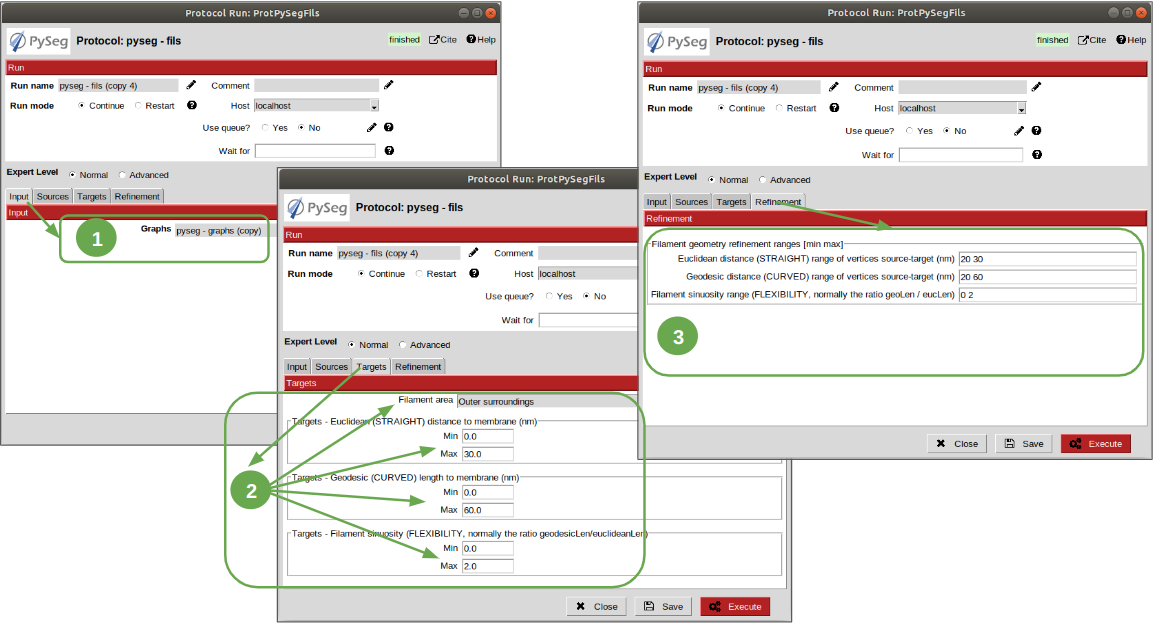 Protocol Run: ProtPySegFils
PySeg Protocol: pyseg - fils finished Cite Help
Run
Run name pyseg - fils (copy 4) Comment
Run mode Continue Restart Host localhost
Use queue? Yes No
Wait for
Expert Level Normal Advanced
Input Sources Targets Refinement
Input
Graphs pyseg - graphs (copy)
1
Protocol Run: ProtPySegFils
PySeg Protocol: pyseg - fils
Run
Run name pyseg - fils (copy 4) Comment
Run mode Continue Restart Host localhost
Use queue? Yes No
Wait for
Expert Level Normal Advanced
Input Sources Targets Refinement
Targets
Filament area Outer surroundings
Targets - Euclidean (STRAIGHT) distance to membrane (nm)
Min 0.0
Max 30.0
Targets - Geodesic (CURVED) length to membrane (nm)
Min 0.0
Max 60.0
Targets - Filament sinuosity (FLEXIBILITY, normally the ratio geodesicLen/euclideanLen)
Min 0.0
Max 2.0
2
Close Save Execute
Protocol Run: ProtPySegFils
PySeg Protocol: pyseg - fils finished Cite Help
Run
Run name pyseg - fils (copy 4) Comment
Run mode Continue Restart Host localhost
Use queue? Yes No
Wait for
Expert Level Normal Advanced
Input Sources Targets Refinement
Refinement
Filament geometry refinement ranges [min max]
Euclidean distance (STRAIGHT) range of vertices source-target (nm) 20 30
Geodesic distance (CURVED) range of vertices source-target (nm) 20 60
Filament sinuosity range (FLEXIBILITY, normally the ratio geoLen / eucLen) 0 2
3
Close Save Execute